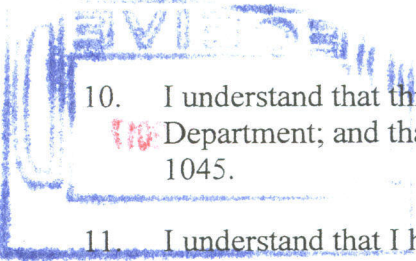 10. I understand that th
Department; and tha
1045.
11. I understand that I h